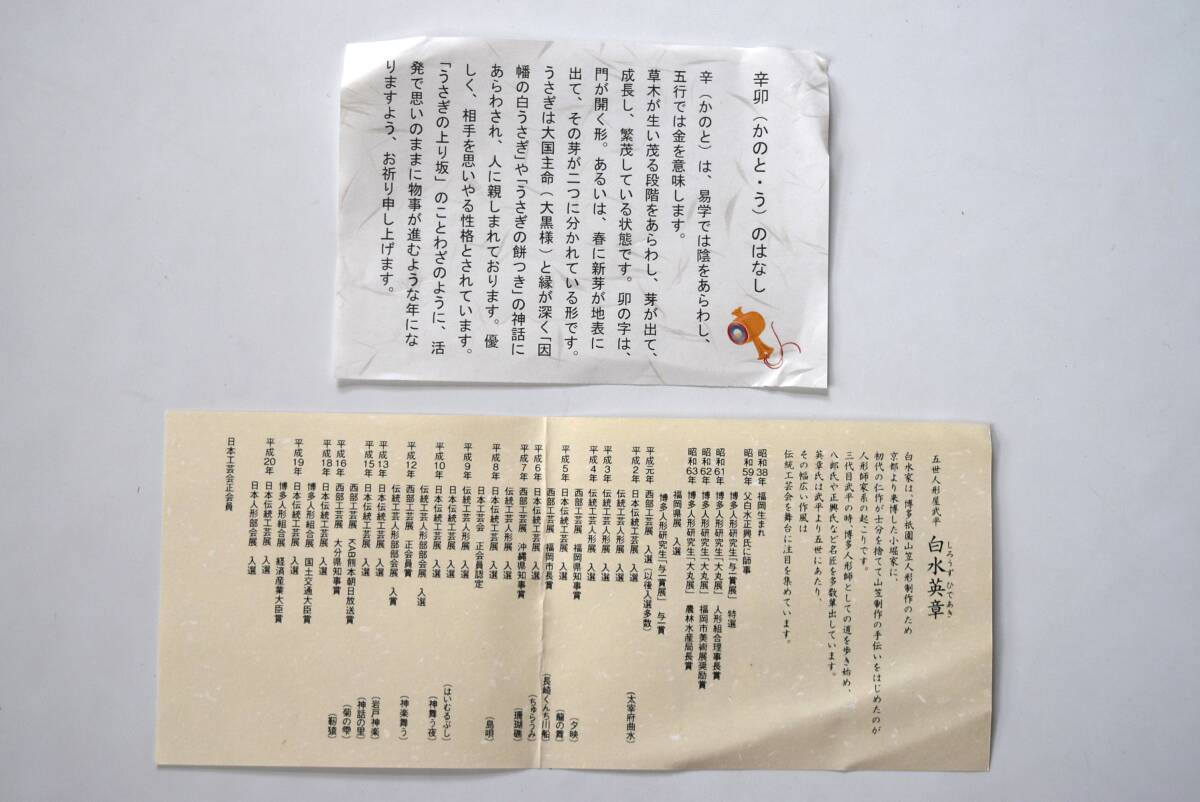 辛卯（かのと・う）のはなし
辛（かのと）は、易学では陰をあらわし、
五行では金を意味します。
草木が生い茂る段階をあらわし、芽が出て、
成長し、繁茂している状態です。卯の字は、
門が開く形。あるいは、春に新芽が地表に
出て、その芽が二つに分かれている形です。
うさぎは大国主命（大黒様）と縁が深く「因
幡の白うさぎ」や「うさぎの餅つき」の神話に
あらわされ、人に親しまれております。優
しく、相手を思いやる性格とされています。
「うさぎの上り坂」のことわざのように、活
発で思いのままに物事が進むような年にな
りますよう、お祈り申し上げます。
五世人形屋武平　白水英章
しろうず ひであき
白水家は、博多祇園山笠人形制作のため
京都より来博した小堀家に、
初代の仁作が士分を捨てて山笠制作の手伝いをはじめたのが
人形師家系の起こりです。
三代目武平の時、博多人形師としての道を歩き始め、
八郎氏や正興氏など名匠を多数輩出しています。
英章氏は武平より五世にあたり、
その幅広い作風は
伝統工芸会を舞台に注目を集めています。
昭和38年　福岡生まれ
昭和59年　父白水正興氏に師事
博多人形研究生「与一賞展」　特選
昭和61年　博多人形研究生「大丸展」　人形組合理事長賞
昭和62年　博多人形研究生「大丸展」　福岡市美術展奨励賞
昭和63年　博多人形研究生「大丸展」　農林水産局長賞
福岡県展　入選
博多人形研究生「与一賞展」　与一賞
平成元年　西部工芸展　入選（以後入選多数）
平成2年　日本伝統工芸展　入選　（太宰府曲水）
伝統工芸人形展　入選
平成3年　日本伝統工芸展　入選
平成4年　伝統工芸人形展　入選
西部工芸展　福岡県知事賞　（夕映）
平成5年　日本伝統工芸展　入選　（龍の舞）
西部工芸展　福岡市長賞　（長崎くんち川船）
平成6年　日本伝統工芸展　入選　（ちゅらうみ）
平成7年　西部工芸展　沖縄県知事賞　（珊瑚礁）
伝統工芸人形展　入選
平成8年　日本伝統工芸展　入選　（島唄）
日本工芸会　正会員認定
平成9年　伝統工芸人形展　入選
日本伝統工芸展　入選　（はいむるぶし）
平成10年　日本伝統工芸展　入選　（神舞う夜）
伝統工芸人形部部会展　入選
平成12年　西部工芸展　正会員賞　（神楽舞う）
伝統工芸人形部部会展　入賞
平成13年　日本伝統工芸展　入選　（岩戸神楽）
平成15年　日本伝統工芸展　入選　（神話の里）
西部工芸展　KAB熊本朝日放送賞　（菊の雫）
平成16年　西部工芸展　大分県知事賞　（靭猿）
平成18年　日本伝統工芸展　入選
博多人形組合展　国土交通大臣賞
平成19年　日本伝統工芸展　入選
博多人形組合展　経済産業大臣賞
平成20年　日本伝統工芸展　入選
日本人形部部会展　入選
日本工芸会正会員